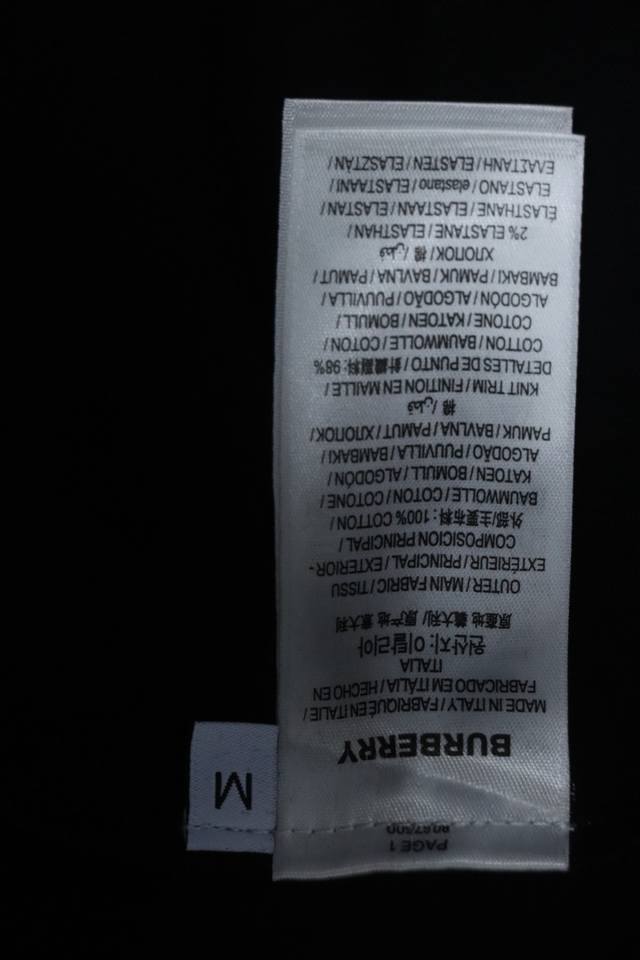 PAGE 1
BURBERRY
MADE IN ITALY / FABRIQUÉ EN ITALIE /
FABRICADO EM ITÁLIA / HECHO EN
ITALIA
원산지: 이탈리아
原產地 義大利/ 原产地 意大利
OUTER / MAIN FABRIC / TISSU
EXTÉRIEUR / PRINCIPAL / EXTERIOR-
COMPOSICION PRINCIPAL /
外部/主要布料: 100% COTTON /
BAUMWOLLE / COTON / COTONE /
KATOEN / BOMULL / ALGODÓN /
ALGODÃO / PUUVILLA / BAMBAKI /
PAMUK / BAVLNA / PAMUT / ХЛОПОК /
棉 / قطن /
KNIT TRIM / FINITION EN MAILLE /
DETALLES DE PUNTO / 針織副料: 98%
COTTON / BAUMWOLLE / COTON /
COTONE / KATOEN / BOMULL /
ALGODÓN / ALGODÃO / PUUVILLA /
BAMBAKI / PAMUK / BAVLNA / PAMUT /
ХЛОПОК / 棉 / قطن
2% ELASTANE / ELASTHAN /
ÉLASTHANNE / ELASTAAN / ELASTAN /
ELASTANO / elastano / ELASTAANI /
ΕΛΑΣΤΑΝΗ / ELASTEN / ELASZTÁN /
M